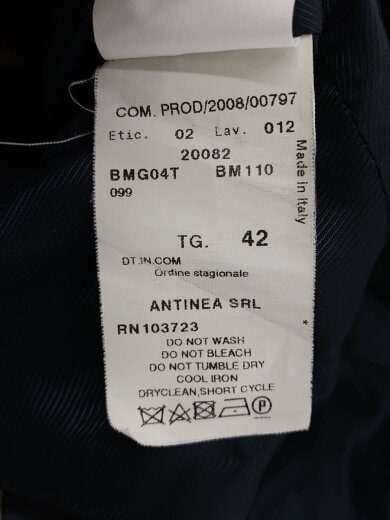 COM. PROD/2008/00797
Etic. 02 Lav. 012
20082
BMG04T BM110
099
Made in Italy
TG. 42
DT.IN.COM
Ordine stagionale
ANTINEA SRL
RN103723 *
DO NOT WASH
DO NOT BLEACH
DO NOT TUMBLE DRY
COOL IRON
DRYCLEAN,SHORT CYCLE
P